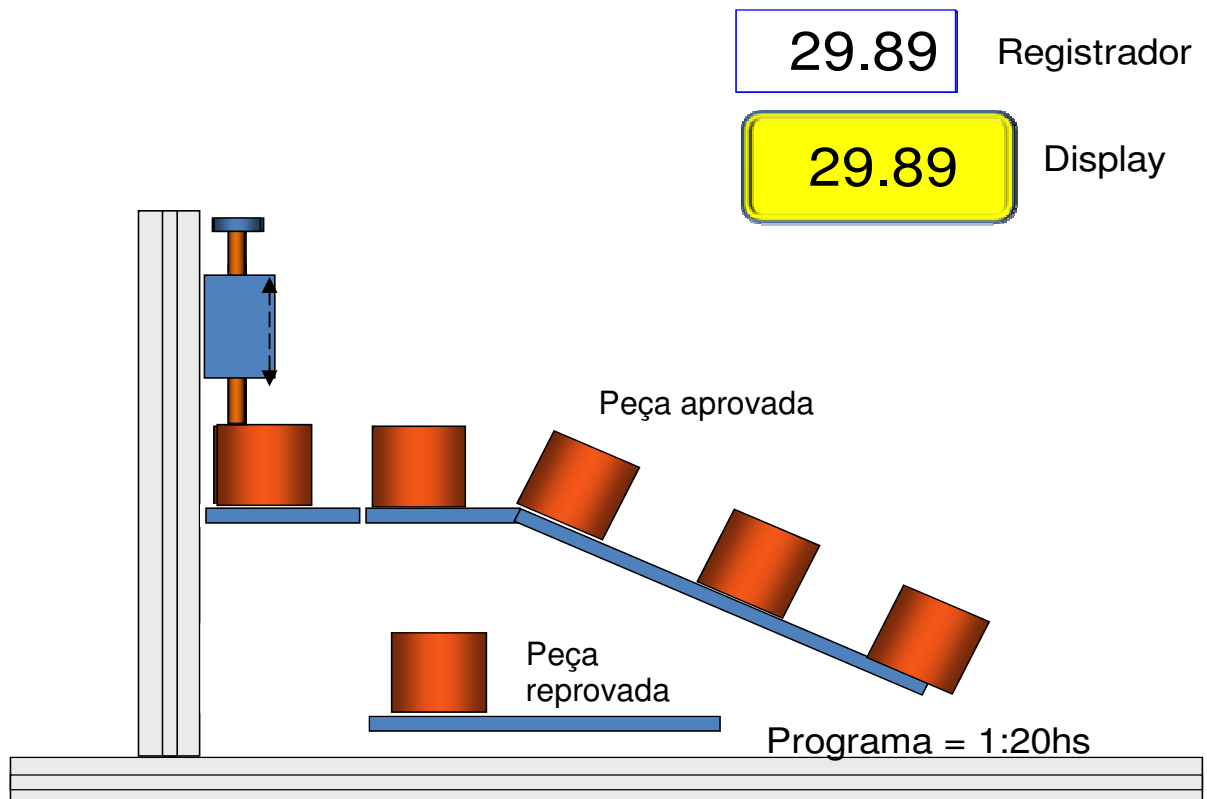 29.89 Registrador
29.89 Display
Peça aprovada
Peça
reprovada
Programa = 1:20hs